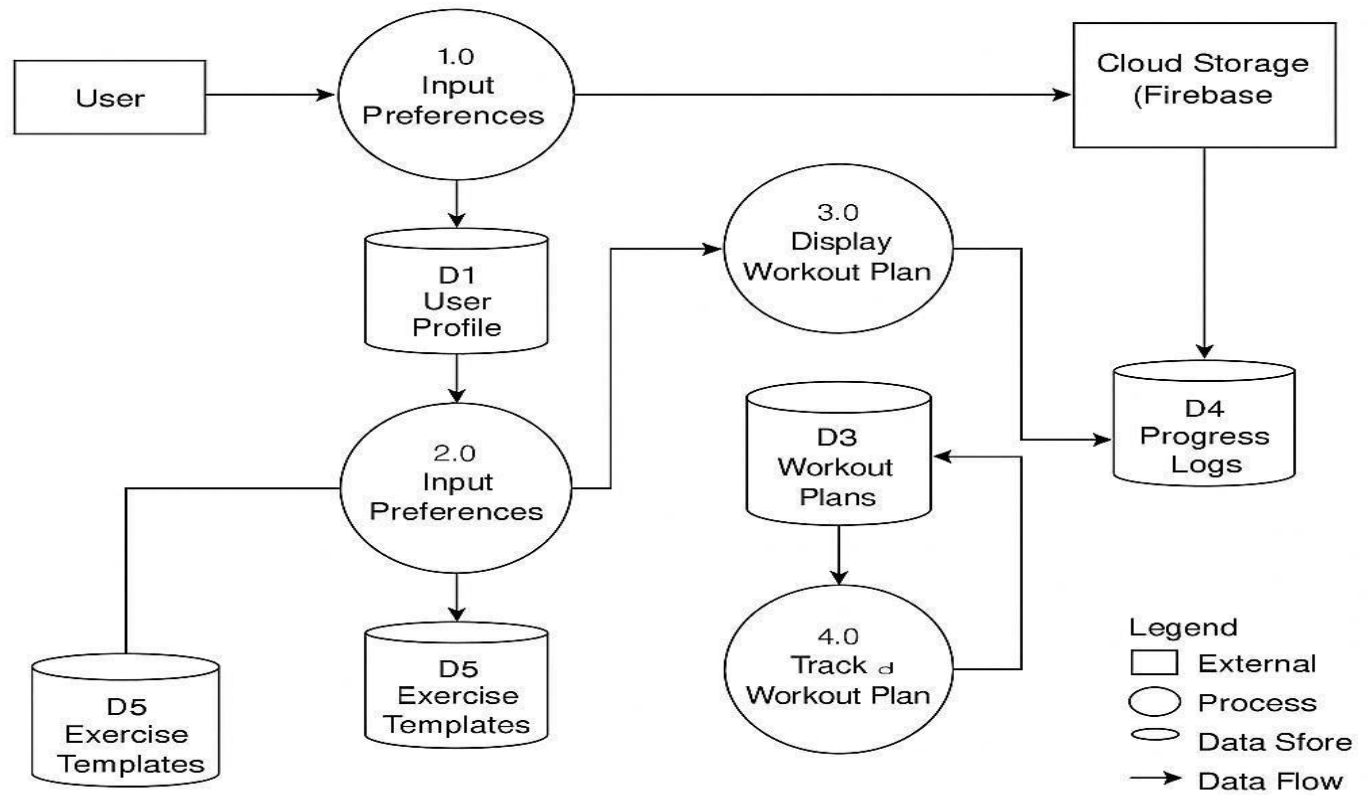 User
1.0
Input
Preferences
Cloud Storage
(Firebase
D1
User
Profile
3.0
Display
Workout Plan
2.0
Input
Preferences
D3
Workout
Plans
D4
Progress
Logs
D5
Exercise
Templates
D5
Exercise
Templates
4.0
Track d
Workout Plan
Legend
External
Process
Data Sfore
Data Flow